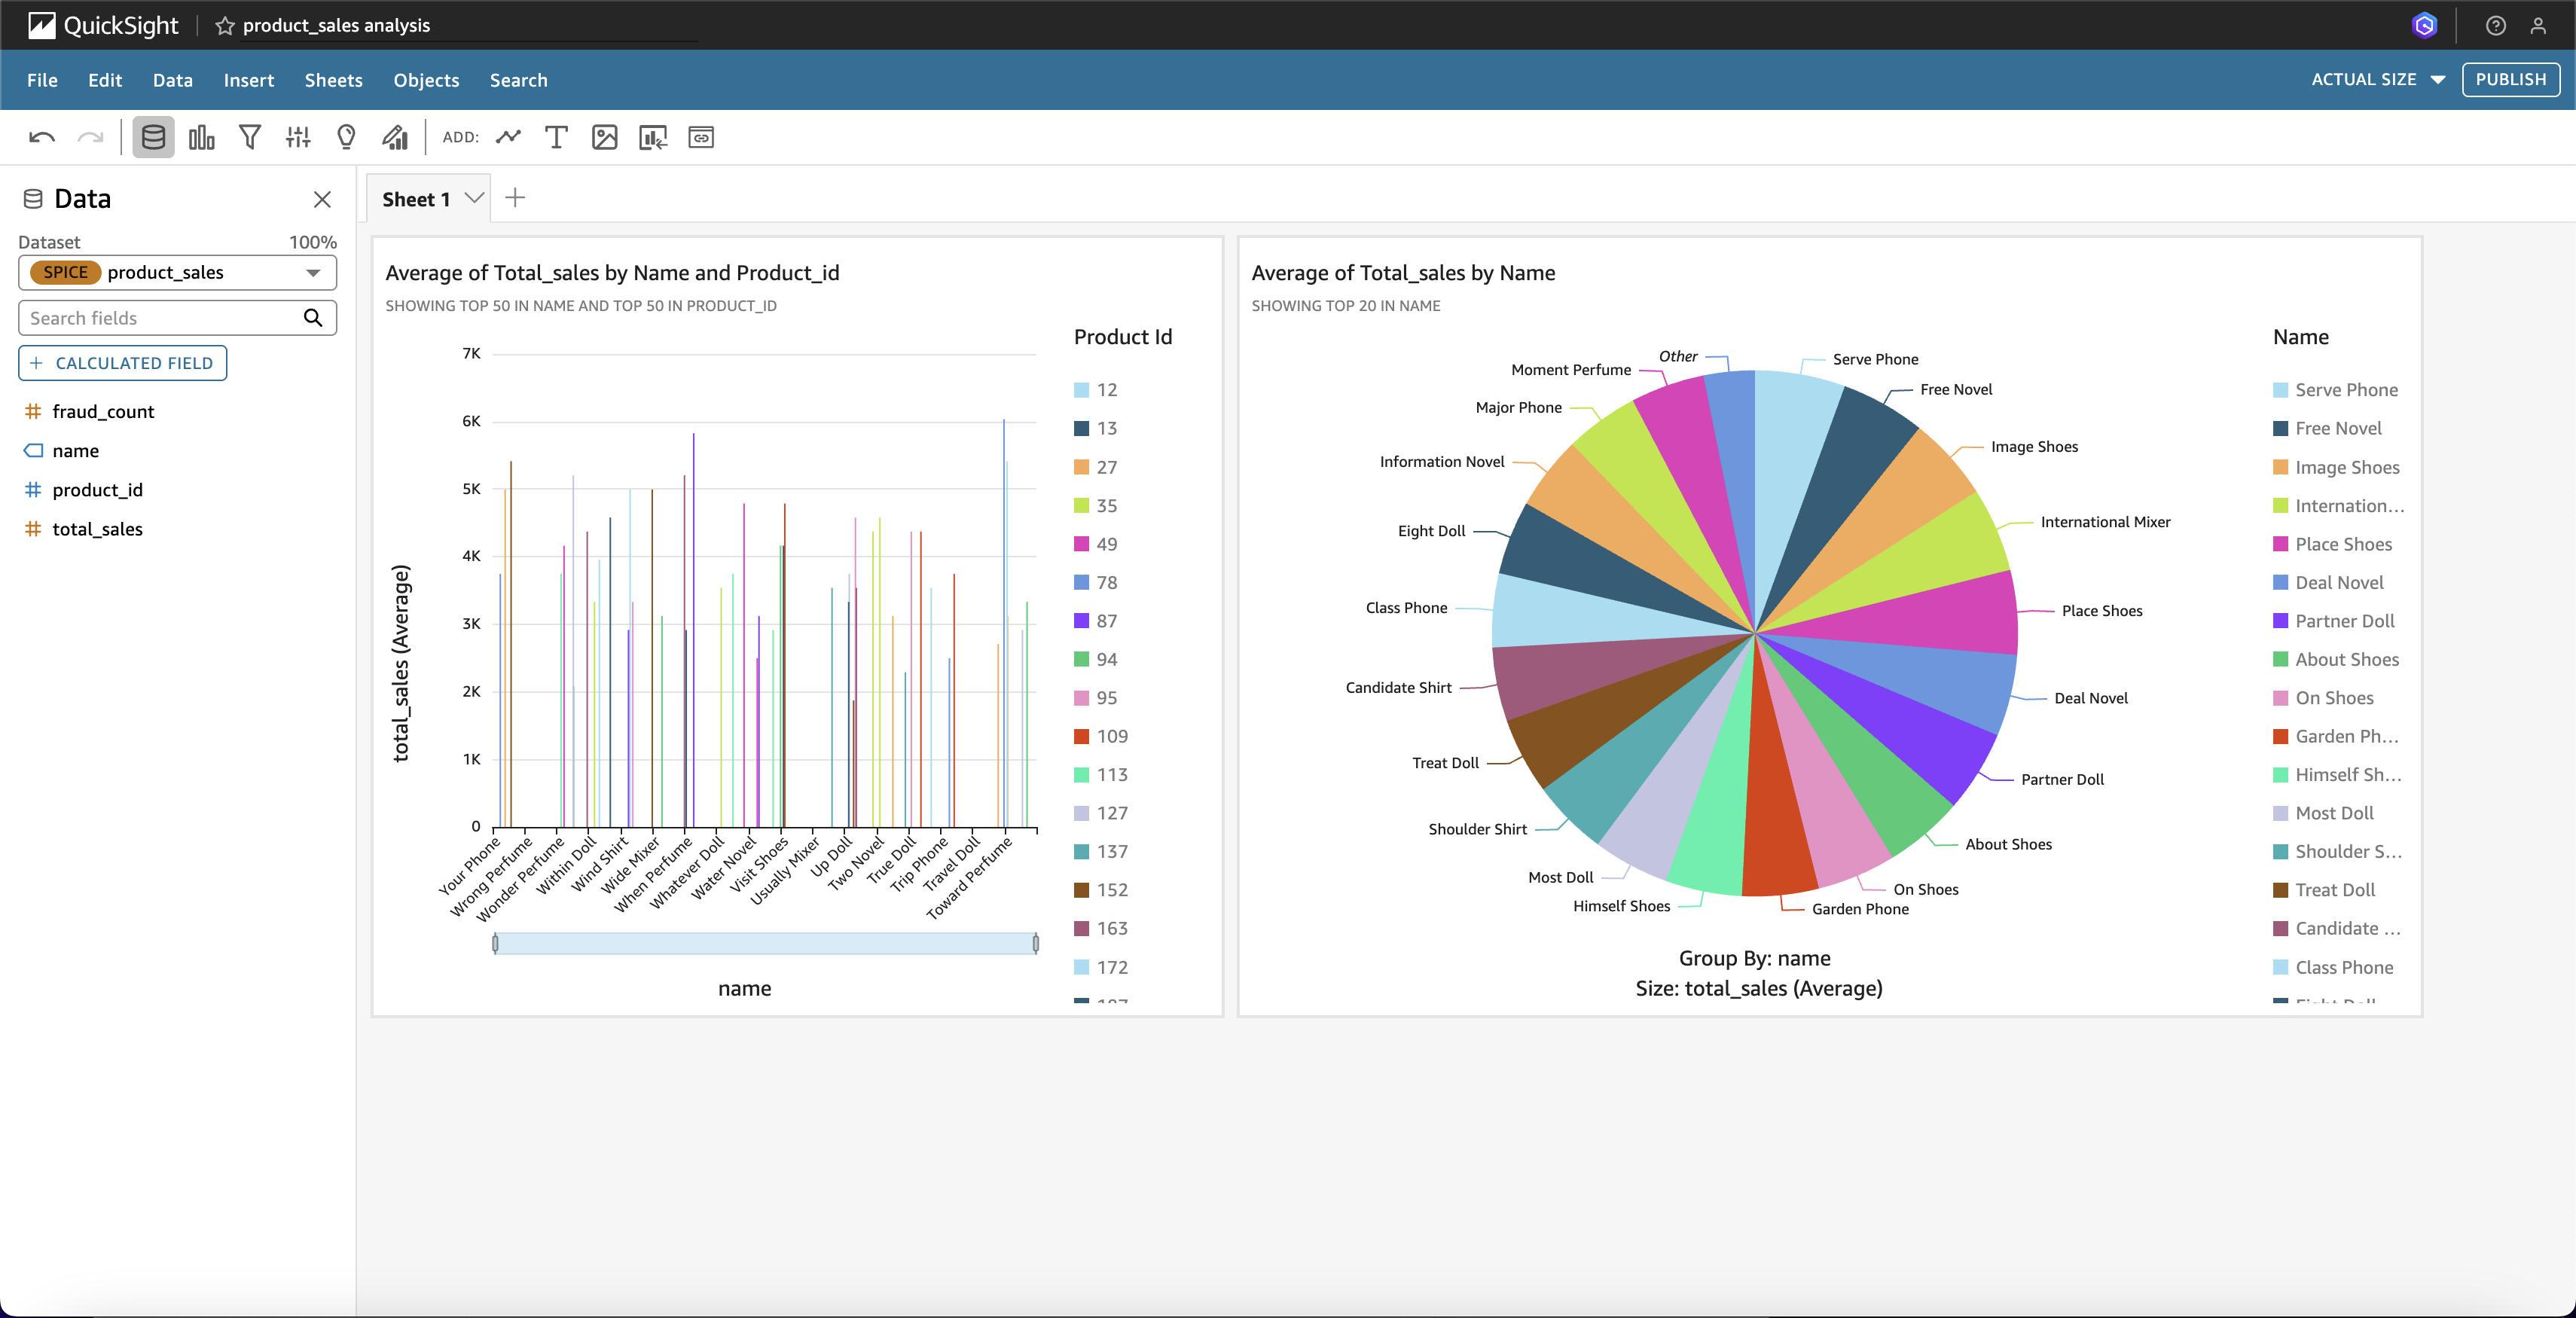 QuickSight product_sales analysis
File Edit Data Insert Sheets Objects Search ACTUAL SIZE PUBLISH
ADD:
Data
Dataset 100%
SPICE product_sales
Search fields
+ CALCULATED FIELD
fraud_count
name
product_id
total_sales
Sheet 1
Average of Total_sales by Name and Product_id
SHOWING TOP 50 IN NAME AND TOP 50 IN PRODUCT_ID
total_sales (Average)
7K
6K
5K
4K
3K
2K
1K
0
Your Phone
Wrong Perfume
Wonder Perfume
Within Doll
Wind Shirt
Wide Mixer
When Perfume
Whatever Doll
Water Novel
Visit Shoes
Usually Mixer
Up Doll
Two Novel
True Doll
Trip Phone
Travel Doll
Toward Perfume
name
Product Id
12
13
27
35
49
78
87
94
95
109
113
127
137
152
163
172
Average of Total_sales by Name
SHOWING TOP 20 IN NAME
Other
Serve Phone
Free Novel
Image Shoes
International Mixer
Place Shoes
Deal Novel
Partner Doll
About Shoes
On Shoes
Garden Phone
Himself Shoes
Most Doll
Shoulder Shirt
Treat Doll
Candidate Shirt
Class Phone
Eight Doll
Information Novel
Major Phone
Moment Perfume
Group By: name
Size: total_sales (Average)
Name
Serve Phone
Free Novel
Image Shoes
Internation...
Place Shoes
Deal Novel
Partner Doll
About Shoes
On Shoes
Garden Ph...
Himself Sh...
Most Doll
Shoulder S...
Treat Doll
Candidate ...
Class Phone